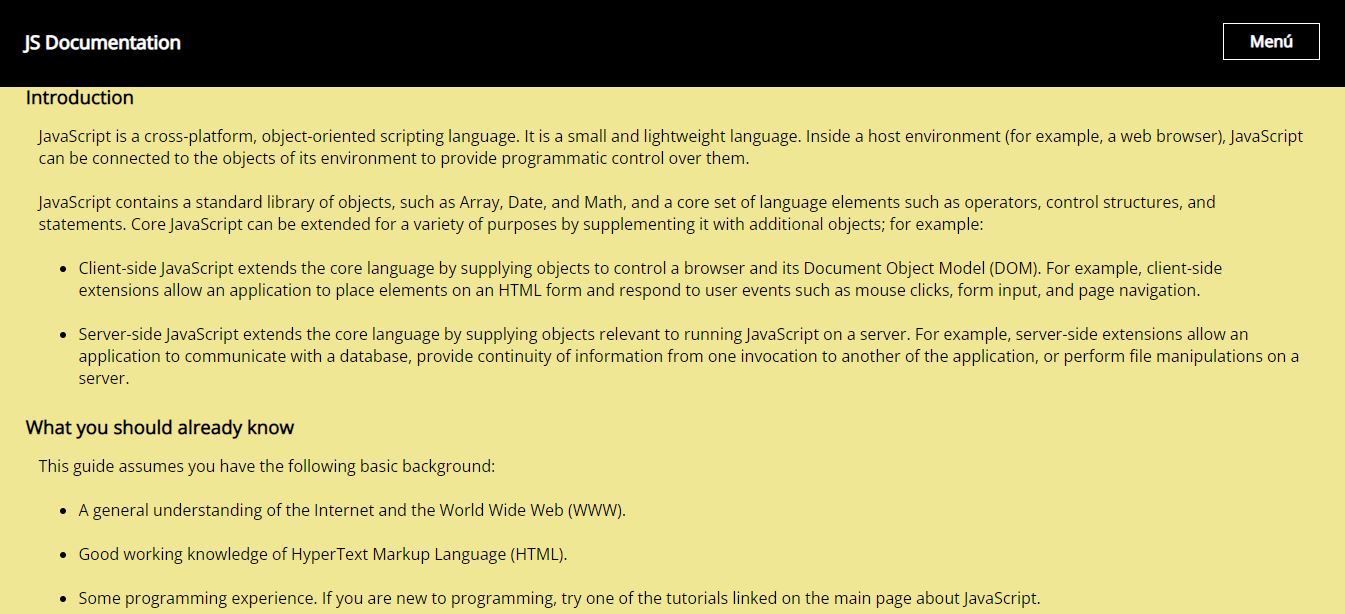 JS Documentation
Menú
Introduction
JavaScript is a cross-platform, object-oriented scripting language. It is a small and lightweight language. Inside a host environment (for example, a web browser), JavaScript
can be connected to the objects of its environment to provide programmatic control over them.
JavaScript contains a standard library of objects, such as Array, Date, and Math, and a core set of language elements such as operators, control structures, and
statements. Core JavaScript can be extended for a variety of purposes by supplementing it with additional objects; for example:
• Client-side JavaScript extends the core language by supplying objects to control a browser and its Document Object Model (DOM). For example, client-side
extensions allow an application to place elements on an HTML form and respond to user events such as mouse clicks, form input, and page navigation.
• Server-side JavaScript extends the core language by supplying objects relevant to running JavaScript on a server. For example, server-side extensions allow an
application to communicate with a database, provide continuity of information from one invocation to another of the application, or perform file manipulations on a
server.
What you should already know
This guide assumes you have the following basic background:
• A general understanding of the Internet and the World Wide Web (WWW).
• Good working knowledge of HyperText Markup Language (HTML).
• Some programming experience. If you are new to programming, try one of the tutorials linked on the main page about JavaScript.